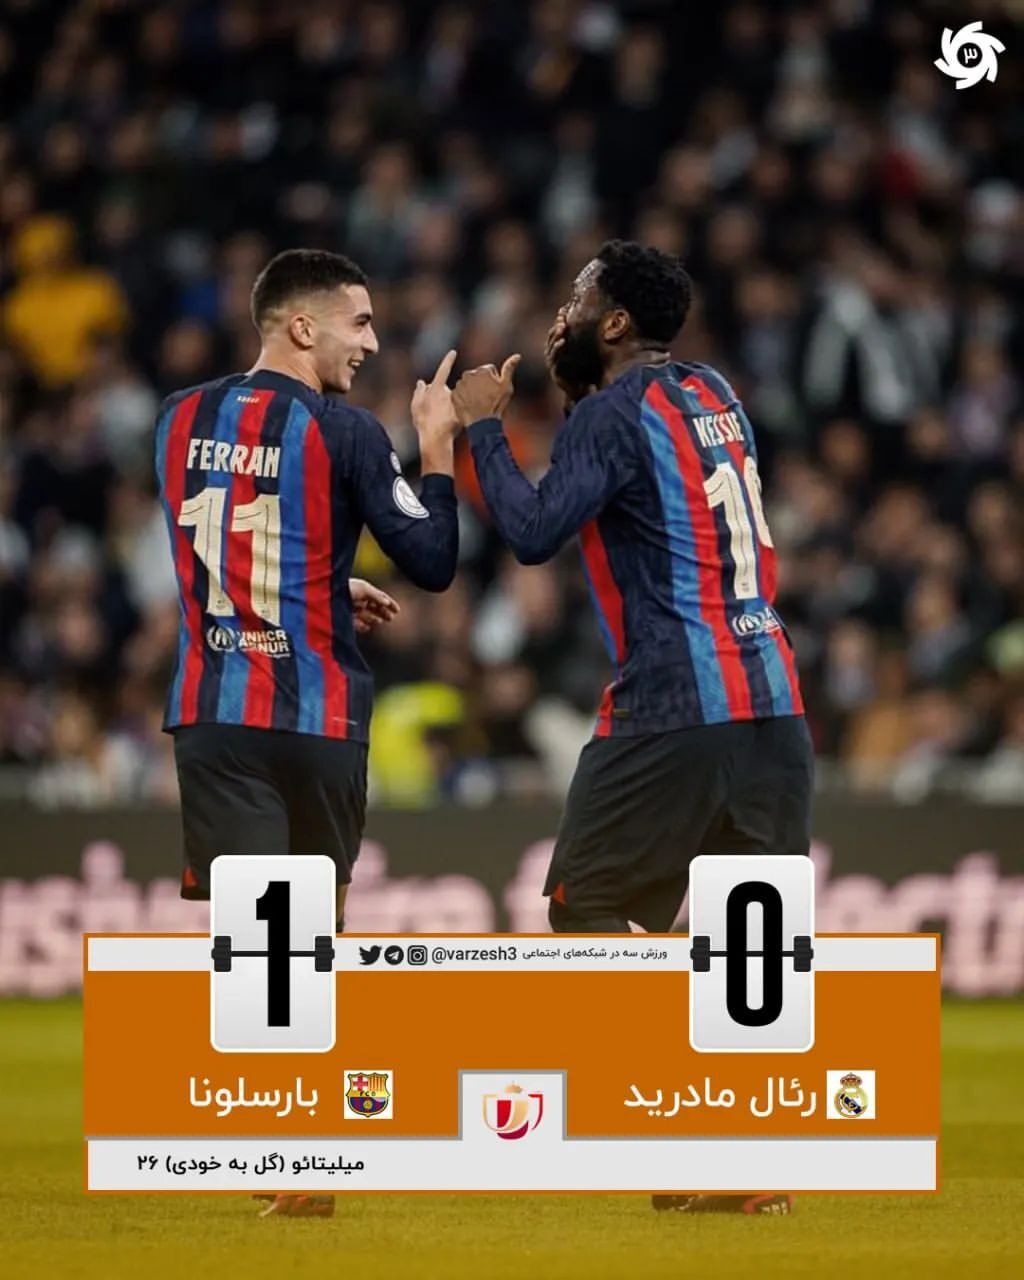 ۳
FERRAN
11
UNHCR
ACNUR
KESSIE
19
1
0
ورزش سه در شبکه‌های اجتماعی @varzesh3
رئال مادرید
بارسلونا
FCB
میلیتائو (گل به خودی) ۲۶